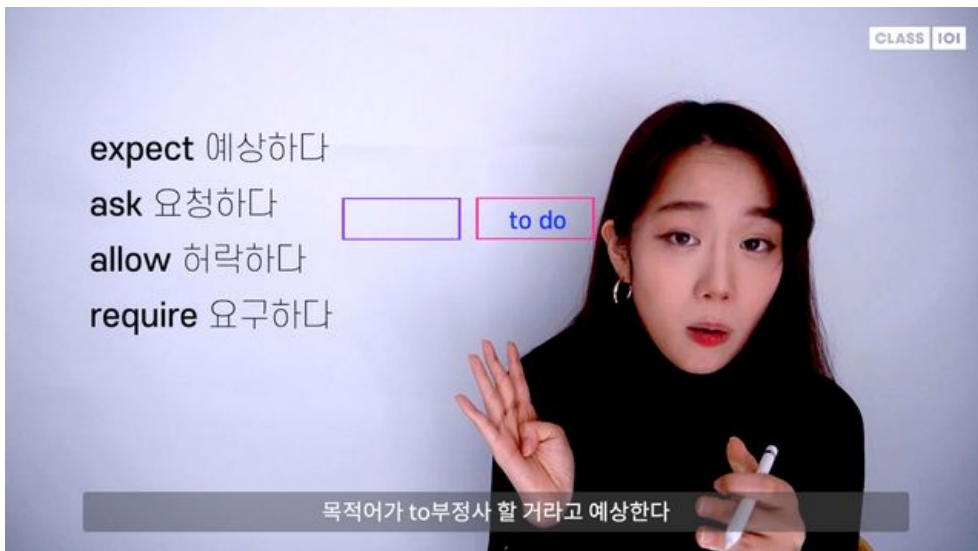 CLASS 101
expect 예상하다
ask 요청하다
to do
allow 허락하다
require 요구하다
목적어가 to부정사 할 거라고 예상한다